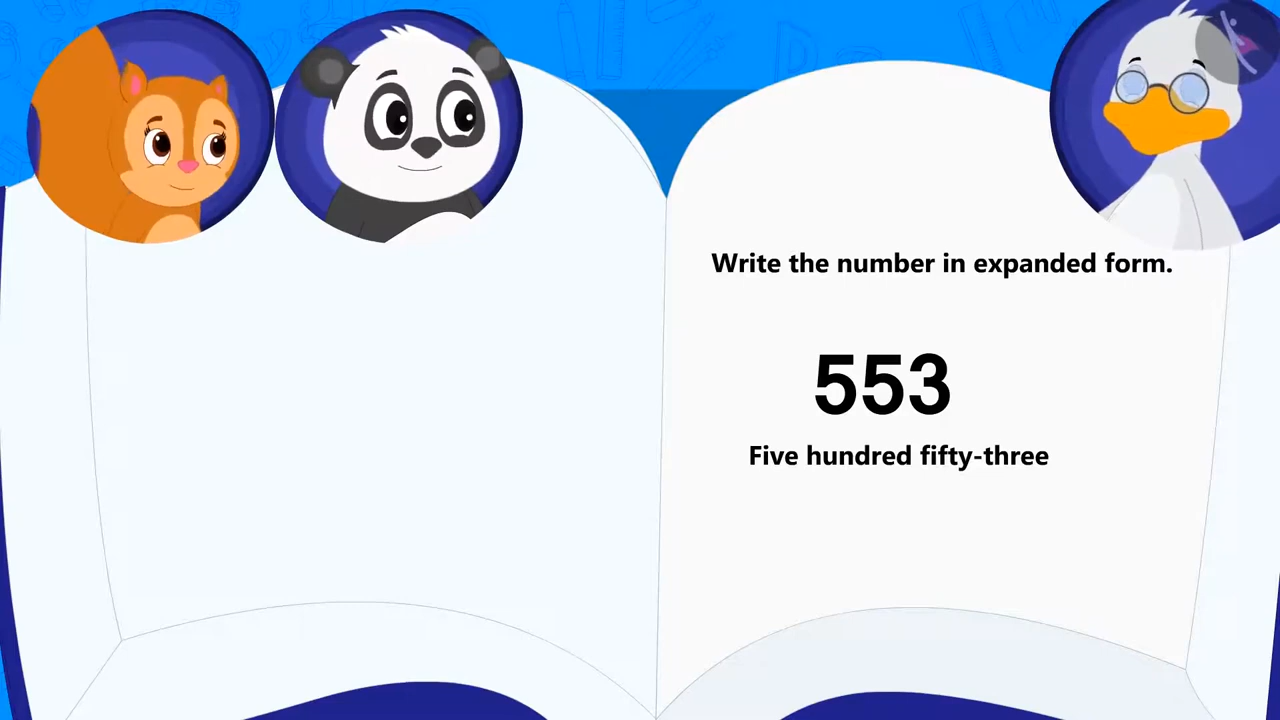 Write the number in expanded form.
553
Five hundred fifty-three